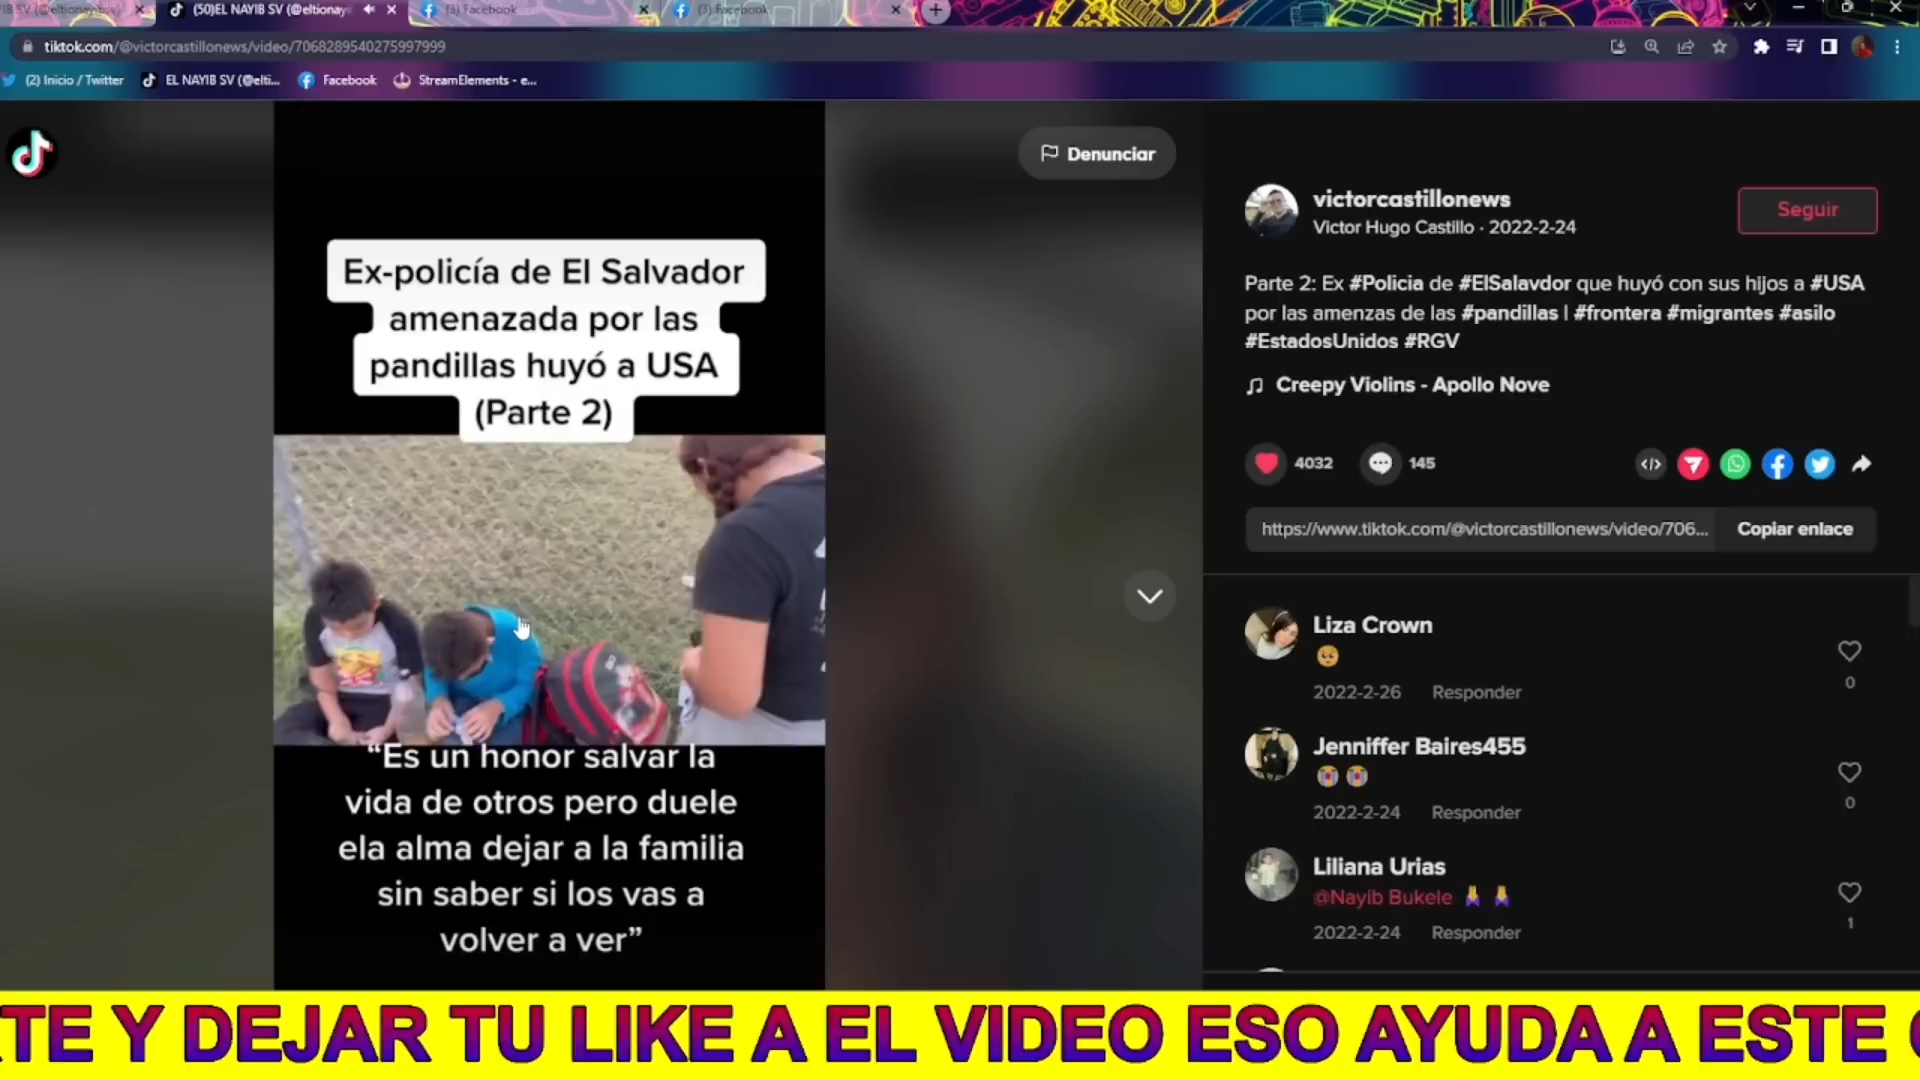 (50)EL NAYIB SV (@eltionayi
(3) Facebook
(3) Facebook
tiktok.com/@victorcastillonews/video/7068289540275997999
(2) Inicio / Twitter
EL NAYIB SV (@elti...
Facebook
StreamElements - e...
Denunciar
Ex-policía de El Salvador
amenazada por las
pandillas huyó a USA
(Parte 2)
“Es un honor salvar la
vida de otros pero duele
ela alma dejar a la familia
sin saber si los vas a
volver a ver”
victorcastillonews
Victor Hugo Castillo · 2022-2-24
Seguir
Parte 2: Ex #Policia de #ElSalavdor que huyó con sus hijos a #USA
por las amenzas de las #pandillas | #frontera #migrantes #asilo
#EstadosUnidos #RGV
Creepy Violins - Apollo Nove
4032
145
https://www.tiktok.com/@victorcastillonews/video/706...
Copiar enlace
Liza Crown
0
2022-2-26
Responder
Jenniffer Baires455
0
2022-2-24
Responder
Liliana Urias
@Nayib Bukele
1
2022-2-24
Responder
TE Y DEJAR TU LIKE A EL VIDEO ESO AYUDA A ESTE